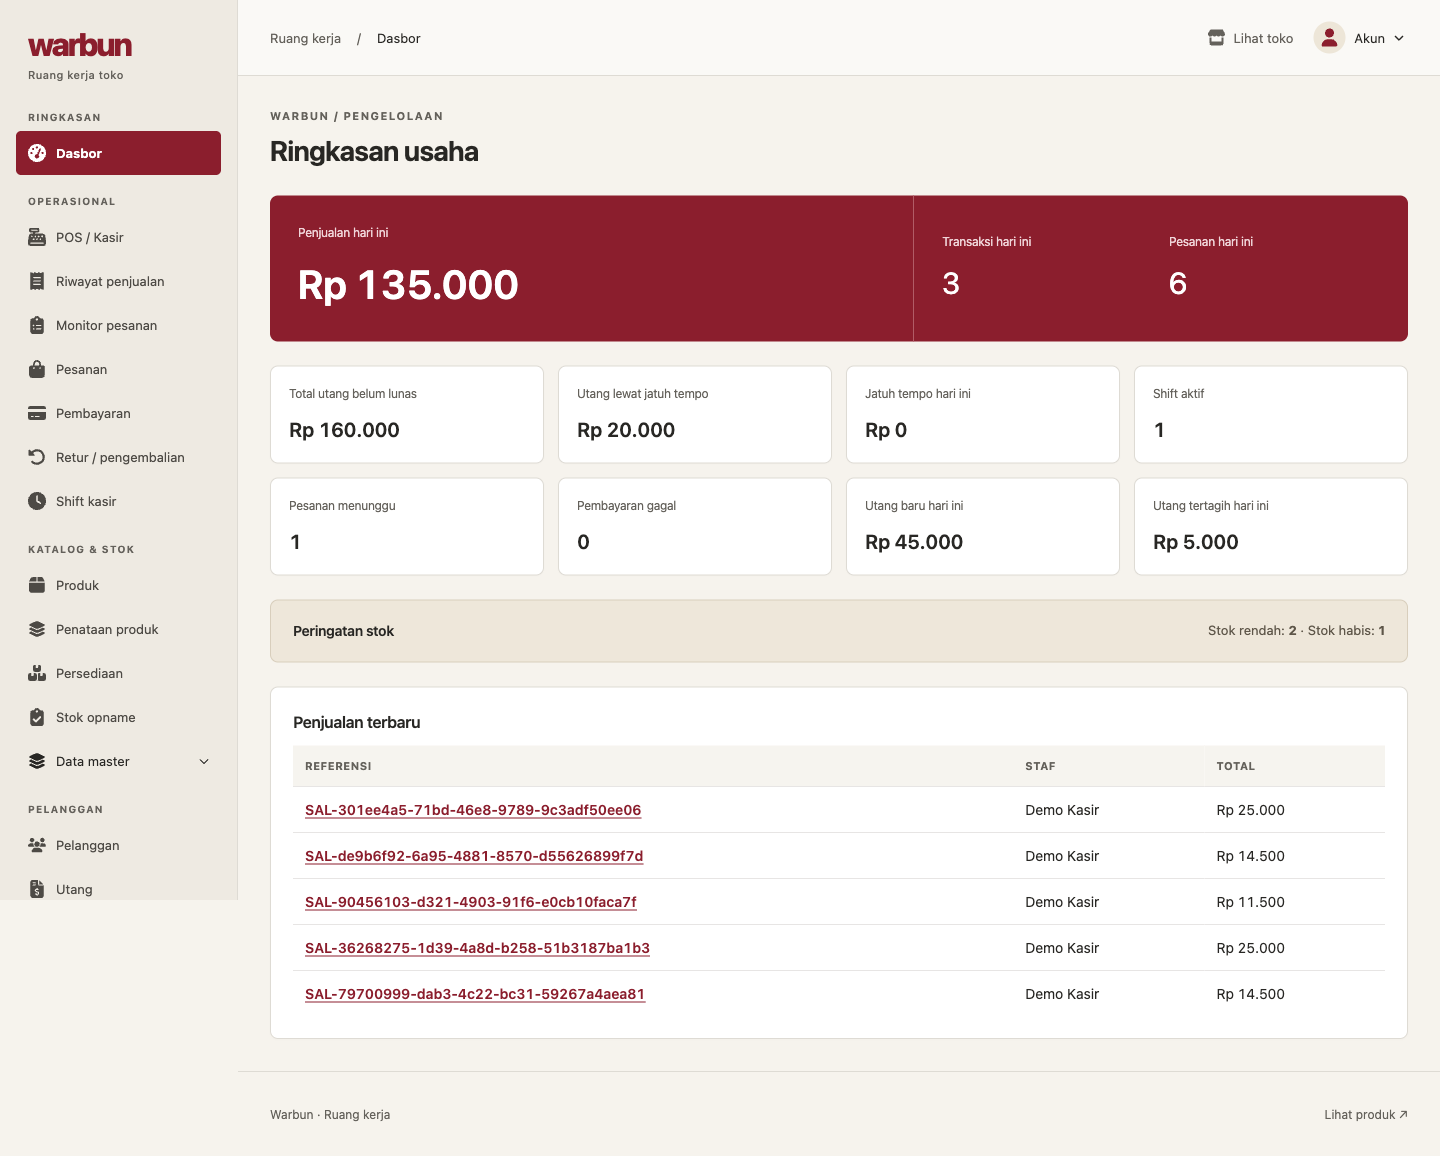 warbun
Ruang kerja toko
RINGKASAN
Dasbor
OPERASIONAL
POS / Kasir
Riwayat penjualan
Monitor pesanan
Pesanan
Pembayaran
Retur / pengembalian
Shift kasir
KATALOG & STOK
Produk
Penataan produk
Persediaan
Stok opname
Data master
PELANGGAN
Pelanggan
Utang
Ruang kerja / Dasbor
Lihat toko
Akun
WARBUN / PENGELOLAAN
Ringkasan usaha
Penjualan hari ini
Rp 135.000
Transaksi hari ini
3
Pesanan hari ini
6
Total utang belum lunas
Rp 160.000
Utang lewat jatuh tempo
Rp 20.000
Jatuh tempo hari ini
Rp 0
Shift aktif
1
Pesanan menunggu
1
Pembayaran gagal
0
Utang baru hari ini
Rp 45.000
Utang tertagih hari ini
Rp 5.000
Peringatan stok
Stok rendah: 2 · Stok habis: 1
Penjualan terbaru
REFERENSI STAF TOTAL
SAL-301ee4a5-71bd-46e8-9789-9c3adf50ee06 Demo Kasir Rp 25.000
SAL-de9b6f92-6a95-4881-8570-d55626899f7d Demo Kasir Rp 14.500
SAL-90456103-d321-4903-91f6-e0cb10faca7f Demo Kasir Rp 11.500
SAL-36268275-1d39-4a8d-b258-51b3187ba1b3 Demo Kasir Rp 25.000
SAL-79700999-dab3-4c22-bc31-59267a4aea81 Demo Kasir Rp 14.500
Warbun · Ruang kerja
Lihat produk ↗